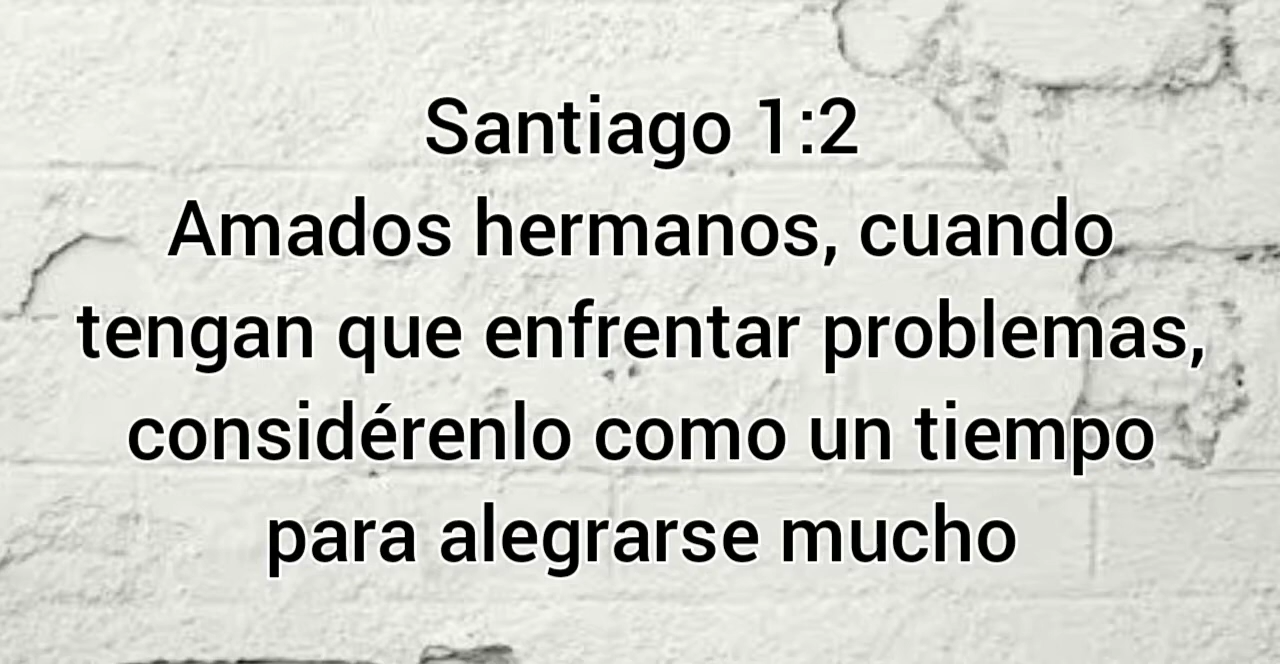 Santiago 1:2
Amados hermanos, cuando
tengan que enfrentar problemas,
considérenlo como un tiempo
para alegrarse mucho